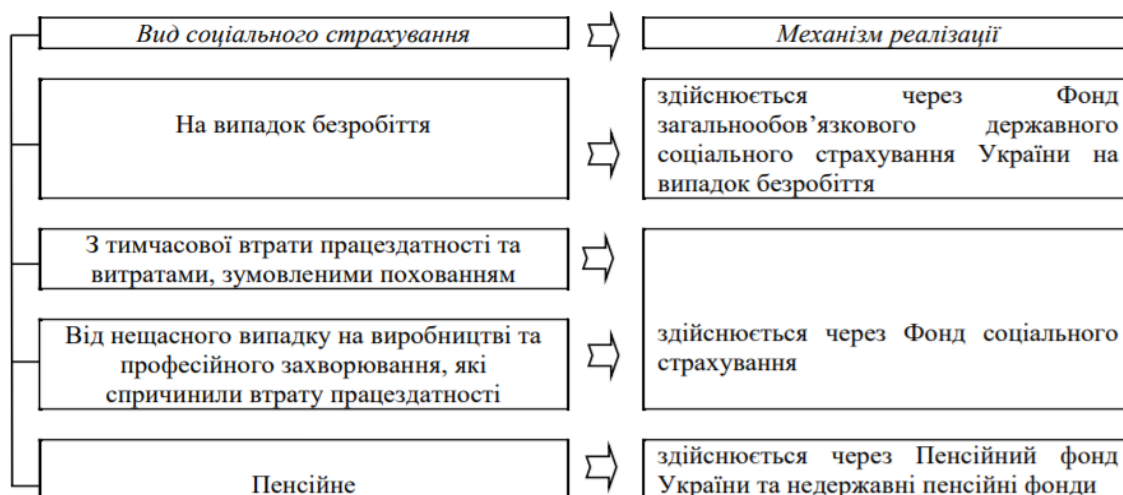 Вид соціального страхування
Механізм реалізації
На випадок безробіття
здійснюється через Фонд
загальнообов’язкового державного
соціального страхування України на
випадок безробіття
З тимчасової втрати працездатності та
витратами, зумовленими похованням
Від нещасного випадку на виробництві та
професійного захворювання, які
спричинили втрату працездатності
здійснюється через Фонд соціального
страхування
Пенсійне
здійснюється через Пенсійний фонд
України та недержавні пенсійні фонди